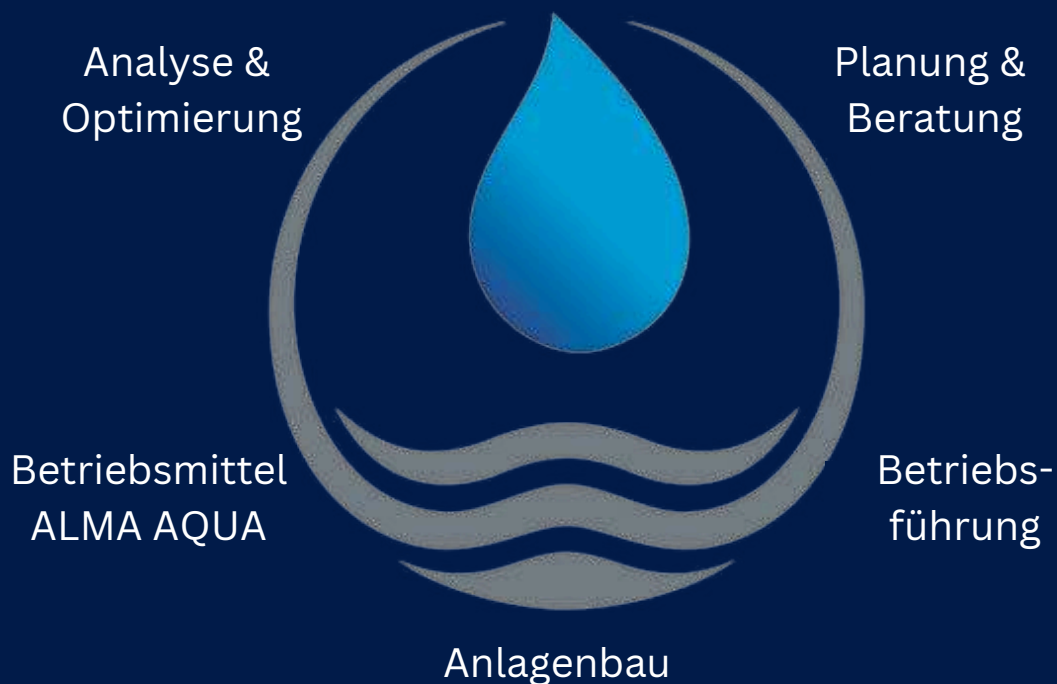 Analyse &
Optimierung
Planung &
Beratung
Betriebsmittel
ALMA AQUA
Betriebs-
führung
Anlagenbau